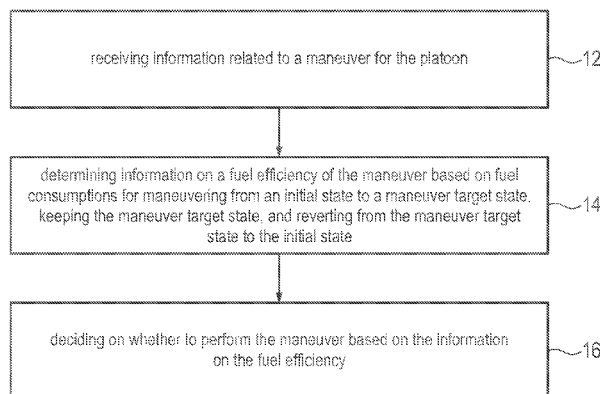 receiving information related to a maneuver for the platoon
12
determining information on a fuel efficiency of the maneuver based on fuel
consumptions for maneuvering from an initial state to a maneuver target state,
keeping the maneuver target state, and reverting from the maneuver target
state to the initial state
14
deciding on whether to perform the maneuver based on the information
on the fuel efficiency
16